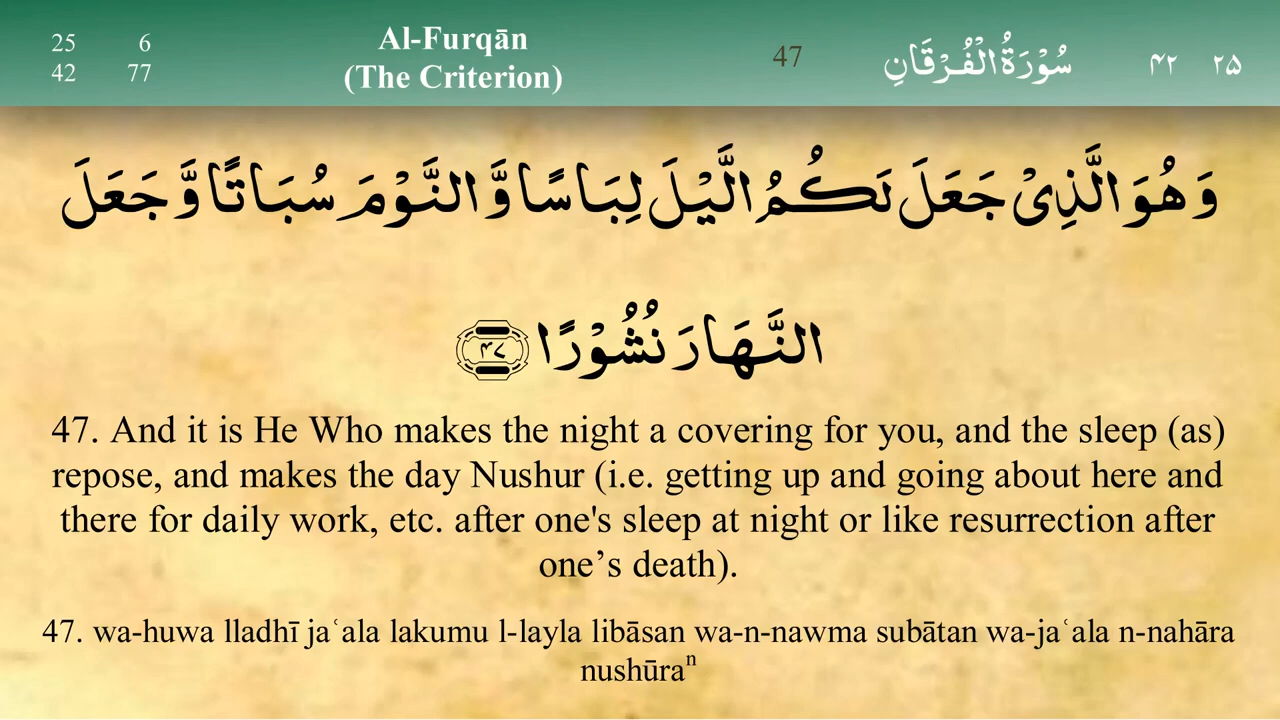 25 6
42 77
Al-Furqān
(The Criterion)
47
سُوْرَةُ الْفُرْقَانِ
۴۲ ۲۵
وَهُوَ الَّذِىْ جَعَلَ لَكُمُ الَّيْلَ لِبَاسًا وَّالنَّوْمَ سُبَاتًا وَّجَعَلَ
النَّهَارَ نُشُوْرًا ۴۷
47. And it is He Who makes the night a covering for you, and the sleep (as)
repose, and makes the day Nushur (i.e. getting up and going about here and
there for daily work, etc. after one's sleep at night or like resurrection after
one’s death).
47. wa-huwa lladhī jaʿala lakumu l-layla libāsan wa-n-nawma subātan wa-jaʿala n-nahāra
nushūraⁿ